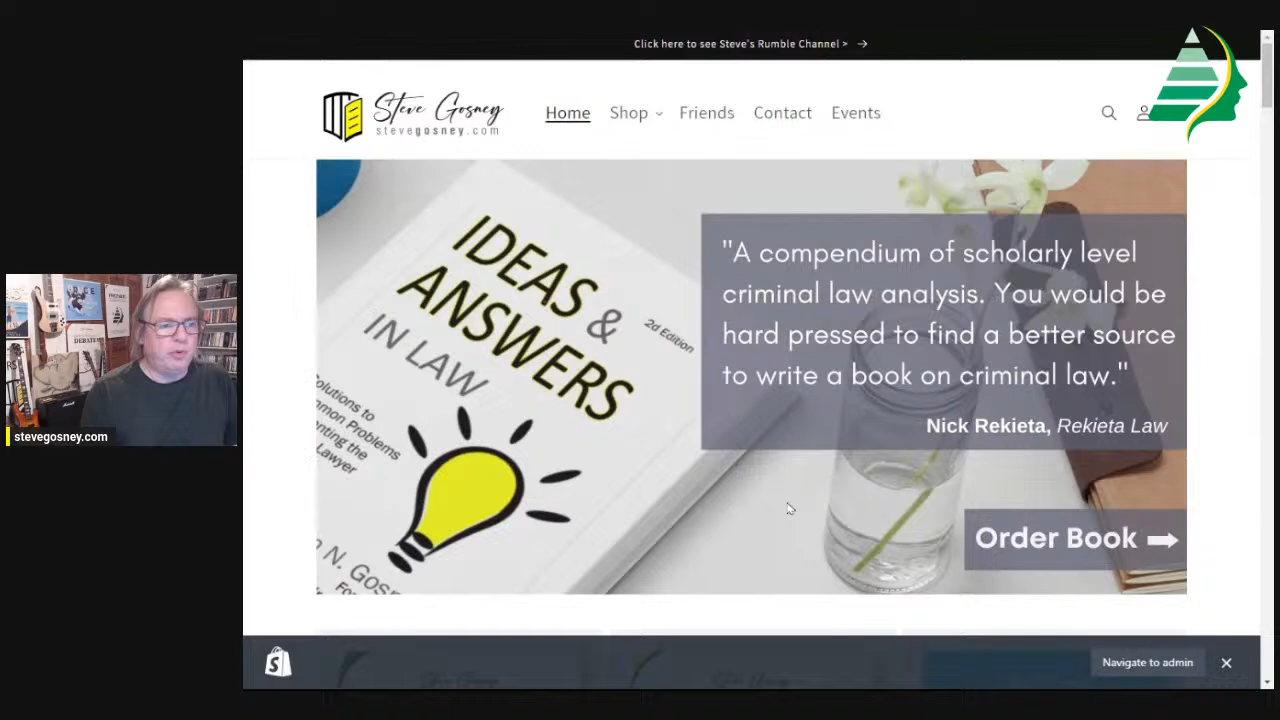 Click here to see Steve's Rumble Channel >
Steve Gosney
stevegosney.com
Home
Shop
Friends
Contact
Events
IDEAS &
ANSWERS
IN LAW
2d Edition
"A compendium of scholarly level
criminal law analysis. You would be
hard pressed to find a better source
to write a book on criminal law."
Nick Rekieta, Rekieta Law
Order Book
stevegosney.com
Navigate to admin